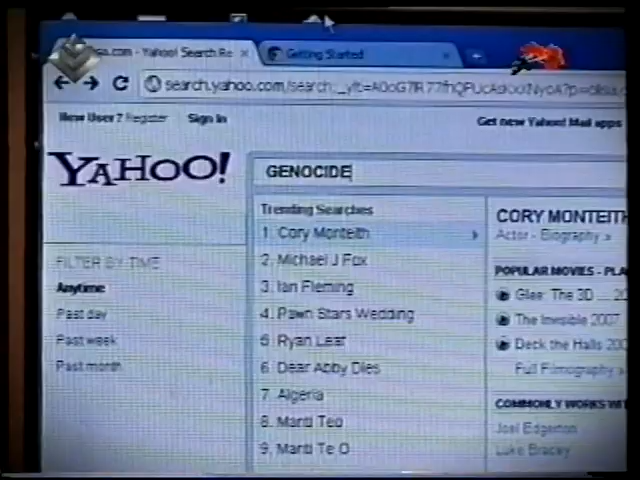 .com - Yahoo! Search Re
Getting Started
search.yahoo.com/search;_ylt=
New User? Register
Sign In
Get new Yahoo! Mail apps
YAHOO!
GENOCIDE
Trending Searches
1. Cory Monteith
2. Michael J Fox
3. Ian Fleming
4. Pawn Stars Wedding
5. Ryan Leaf
6. Dear Abby Dies
7. Algeria
8. Manti Teo
9. Manti Te O
CORY MONTEITH
Actor - Biography »
POPULAR MOVIES - PLA
Glee: The 3D ... 20
The Invisible 2007
Deck the Halls 200
Full Filmography »
COMMONLY WORKS WIT
Joel Edgerton
Luke Bracey
FILTER BY TIME
Anytime
Past day
Past week
Past month